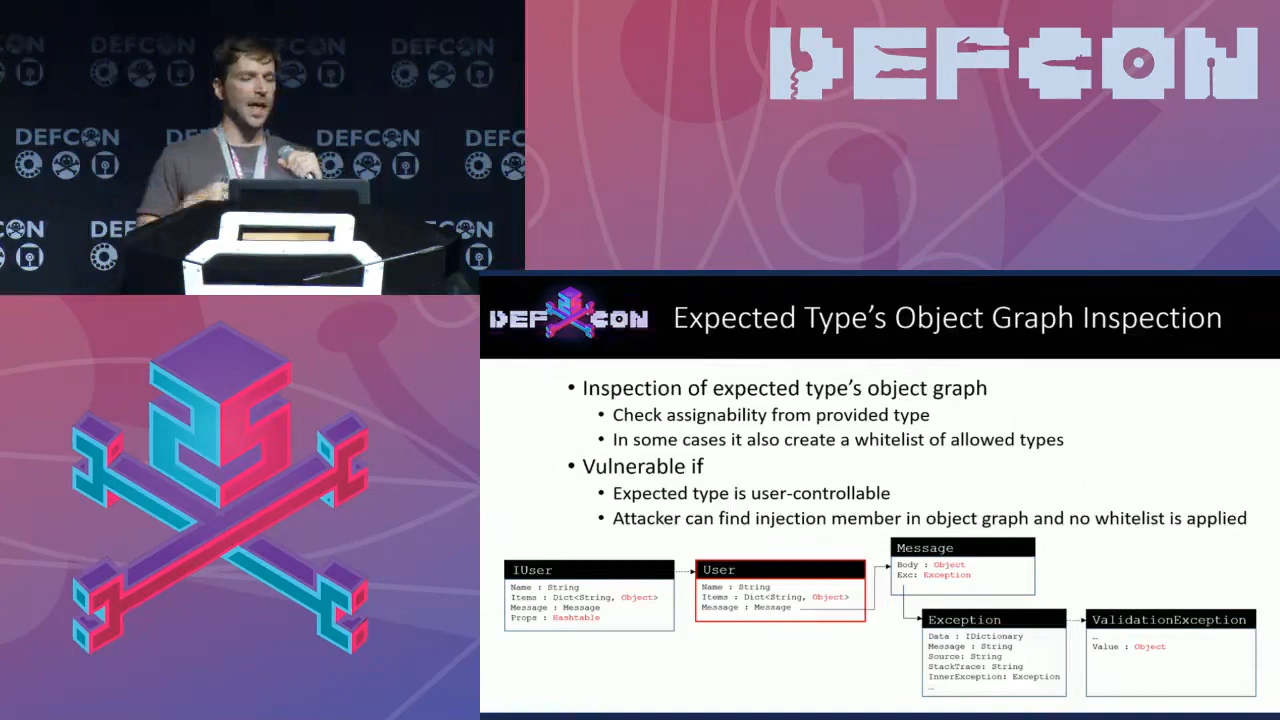 DEFCON
DEFCON
DEFCON
DEFCON
DEFCON
DEFCON
DEFCON
DEFCON
DEFCON
Expected Type's Object Graph Inspection
• Inspection of expected type's object graph
• Check assignability from provided type
• In some cases it also create a whitelist of allowed types
• Vulnerable if
• Expected type is user-controllable
• Attacker can find injection member in object graph and no whitelist is applied
IUser
Name : String
Items : Dict<String, Object>
Message : Message
Props : Hashtable
User
Name : String
Items : Dict<String, Object>
Message : Message
Message
Body : Object
Exc: Exception
Exception
Data : IDictionary
Message : String
Source: String
StackTrace: String
InnerException: Exception
…
ValidationException
…
Value : Object